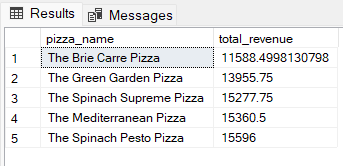 Results Messages
pizza_name total_revenue
1 The Brie Carre Pizza 11588.4998130798
2 The Green Garden Pizza 13955.75
3 The Spinach Supreme Pizza 15277.75
4 The Mediterranean Pizza 15360.5
5 The Spinach Pesto Pizza 15596